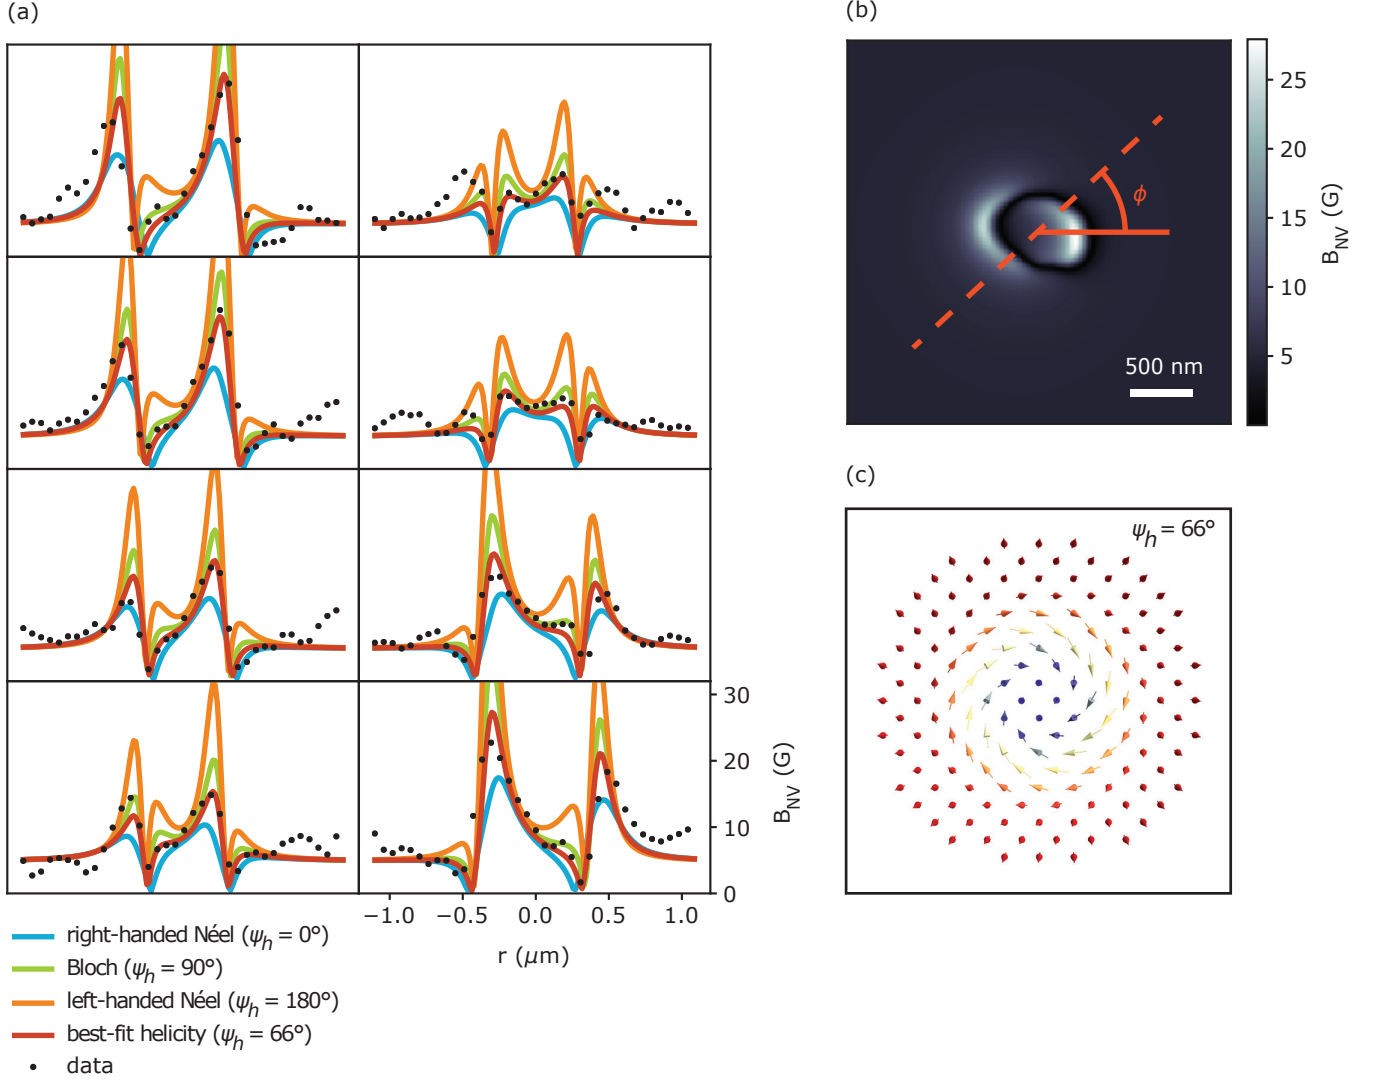 (a)
30
20
10
0
B_NV (G)
−1.0 −0.5 0.0 0.5 1.0
r (μm)
right-handed Néel (ψ_h = 0°)
Bloch (ψ_h = 90°)
left-handed Néel (ψ_h = 180°)
best-fit helicity (ψ_h = 66°)
data
(b)
ϕ
500 nm
25
20
15
10
5
B_NV (G)
(c)
ψ_h = 66°